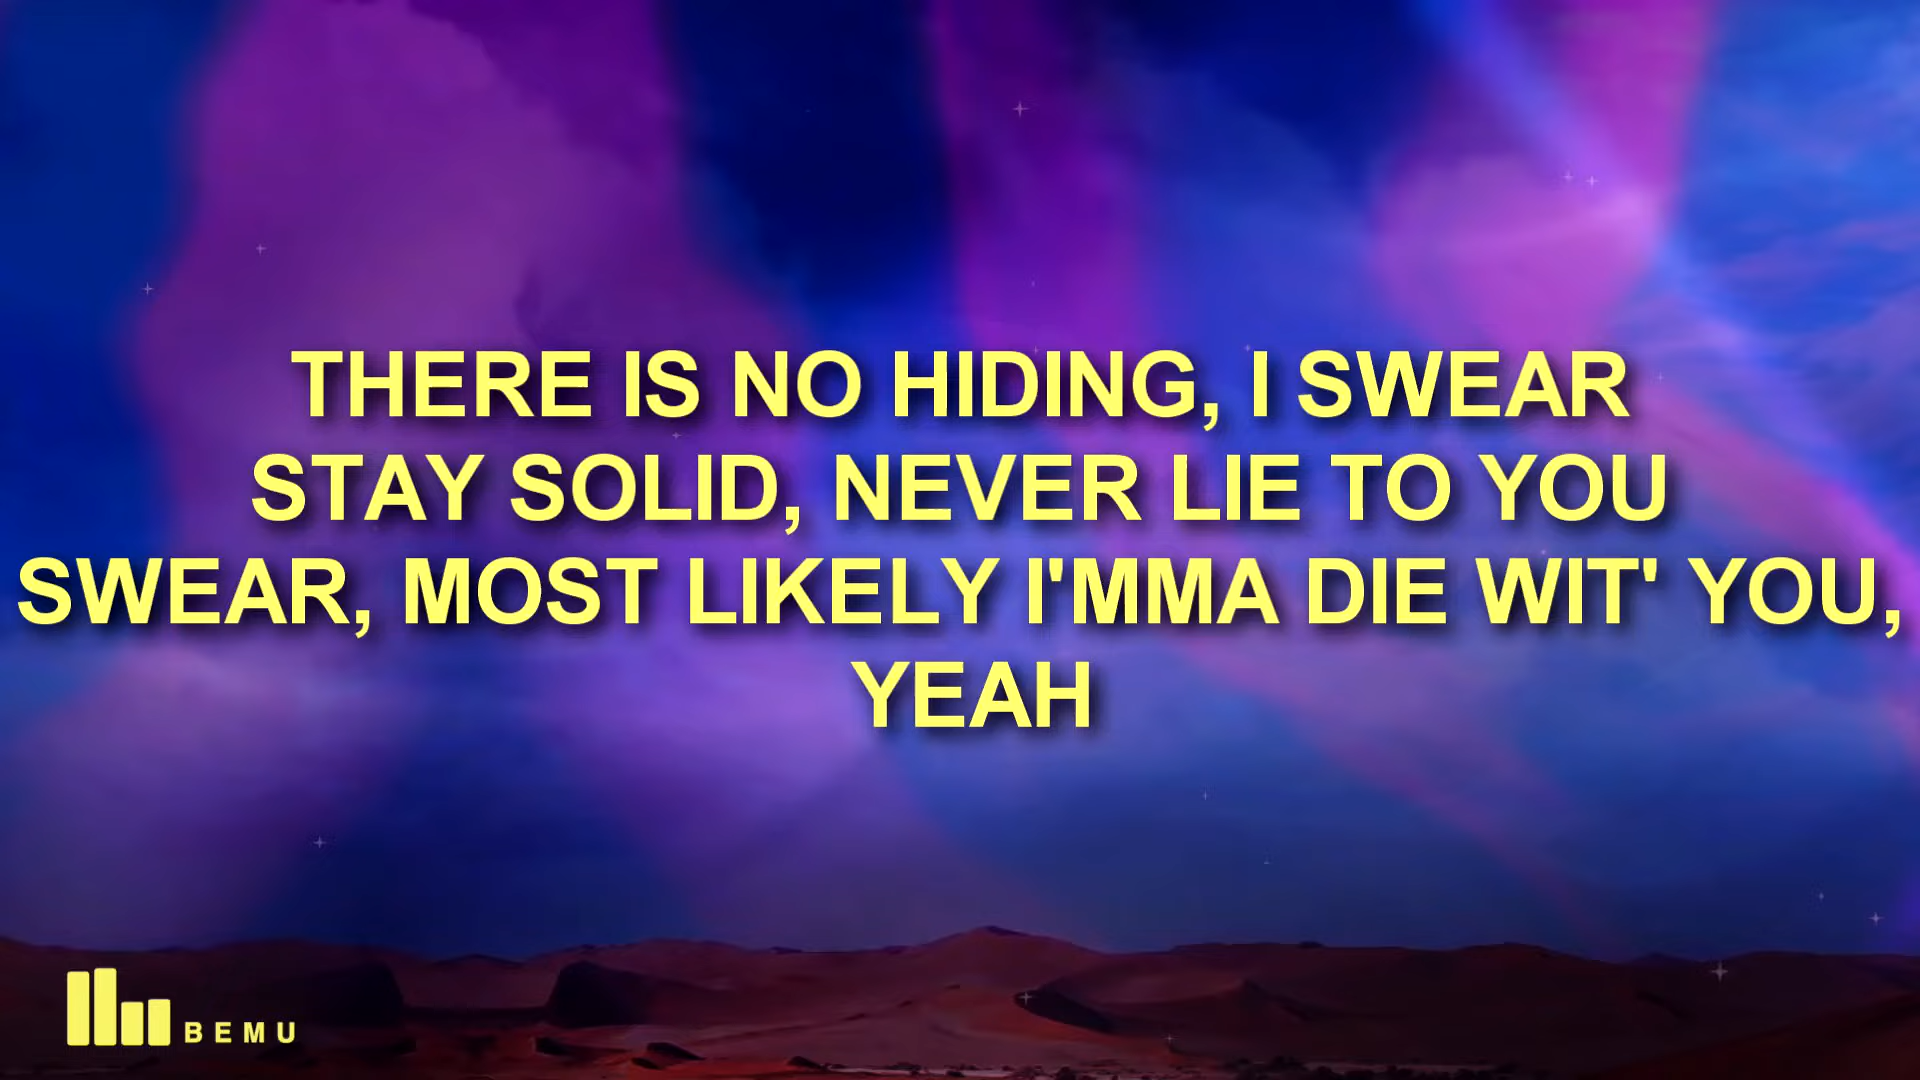 THERE IS NO HIDING, I SWEAR
STAY SOLID, NEVER LIE TO YOU
SWEAR, MOST LIKELY I'MMA DIE WIT' YOU,
YEAH
BEMU